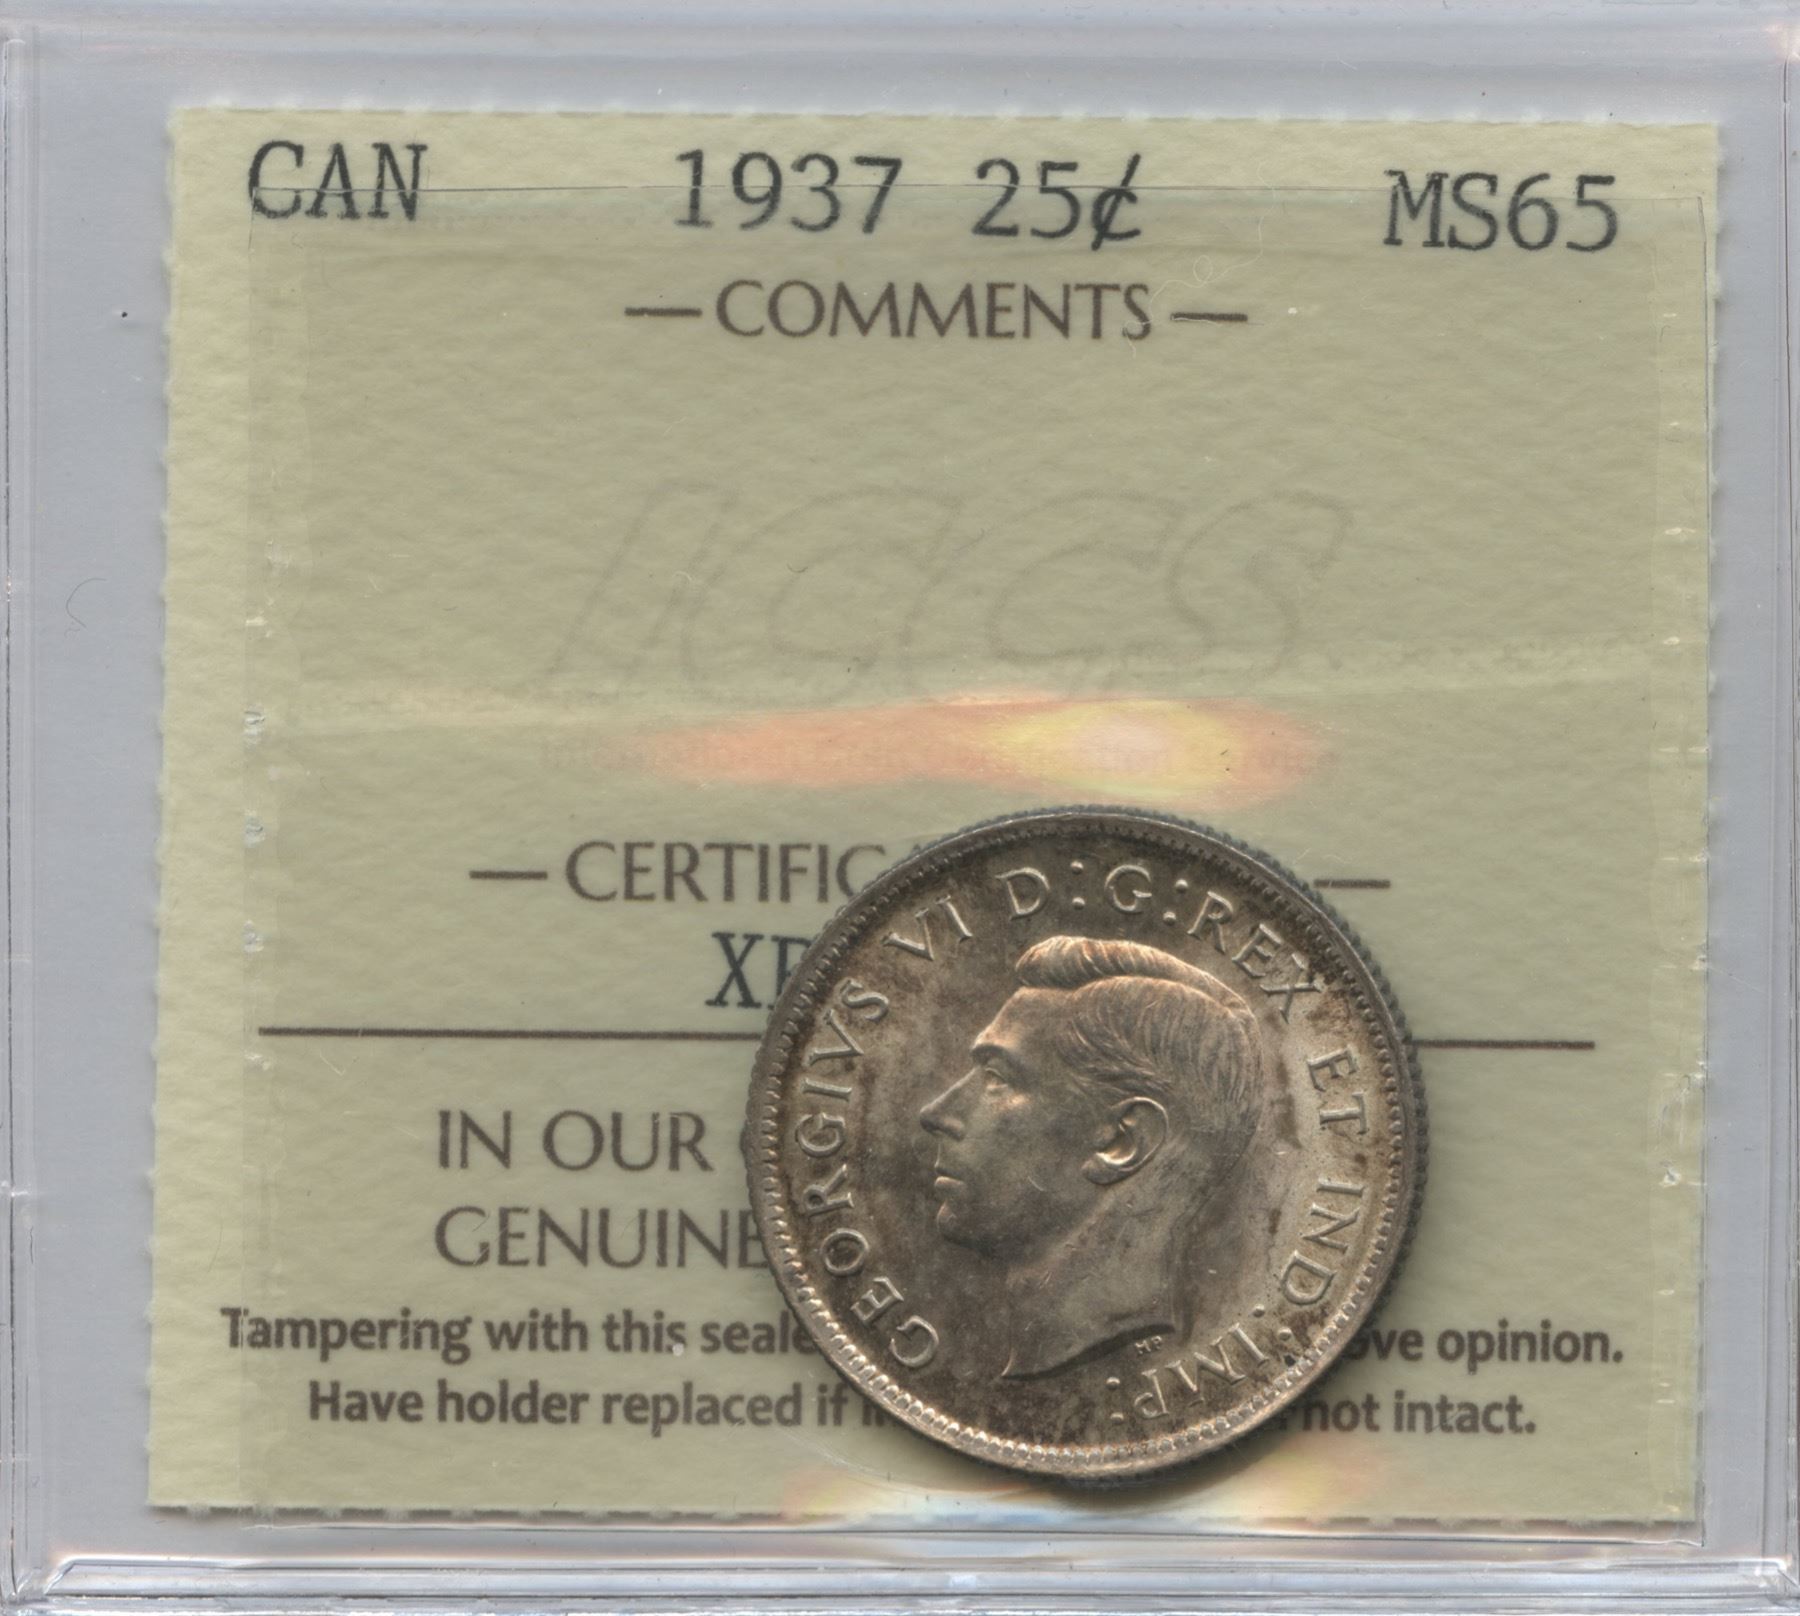 CAN 1937 25¢ MS65
— COMMENTS —
ICCS
— CERTIFIC —
X
IN OUR
GENUINE
Tampering with this seale ove opinion.
Have holder replaced if not intact.
GEORGIVS VI D:G:REX ET IND:IMP:
HP